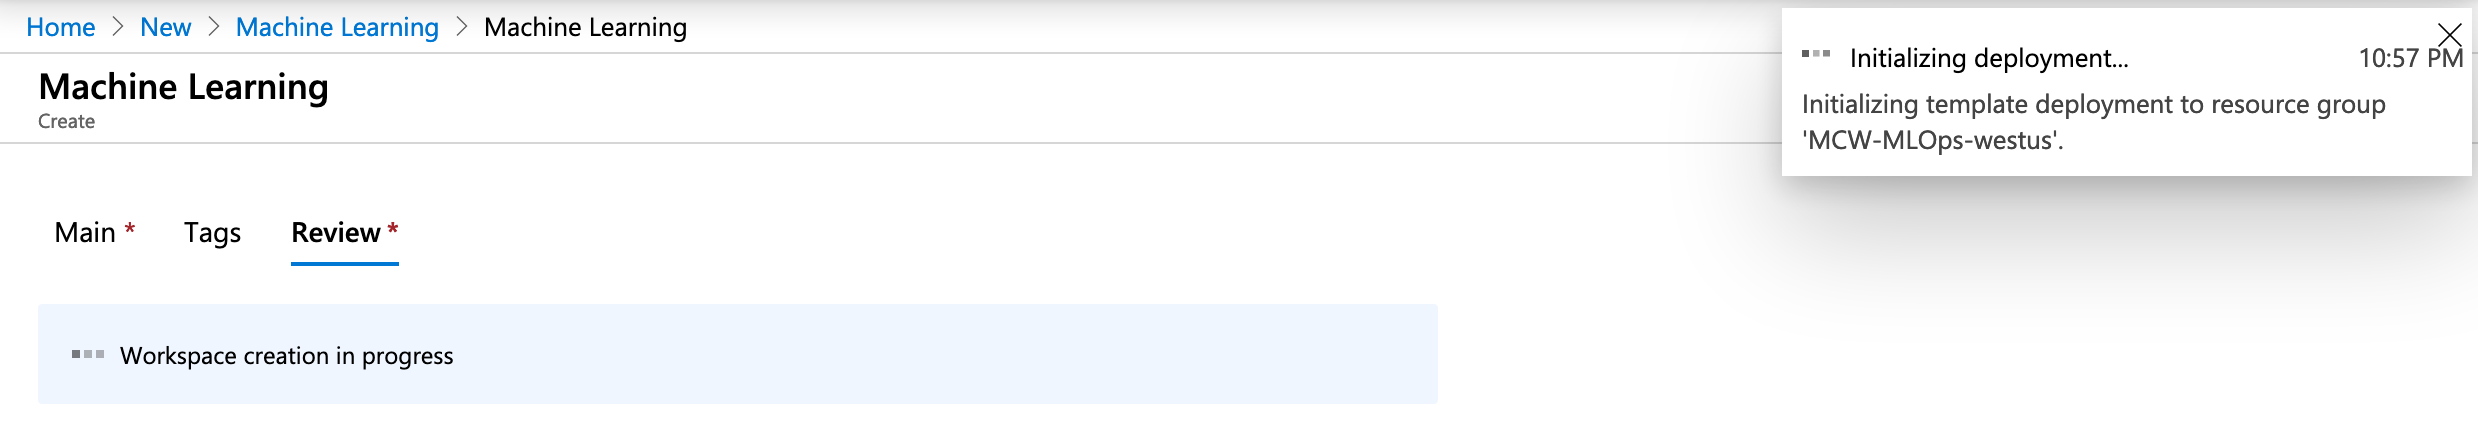 Home > New > Machine Learning > Machine Learning
Machine Learning
Create
Initializing deployment... 10:57 PM
Initializing template deployment to resource group
'MCW-MLOps-westus'.
Main * Tags Review *
Workspace creation in progress